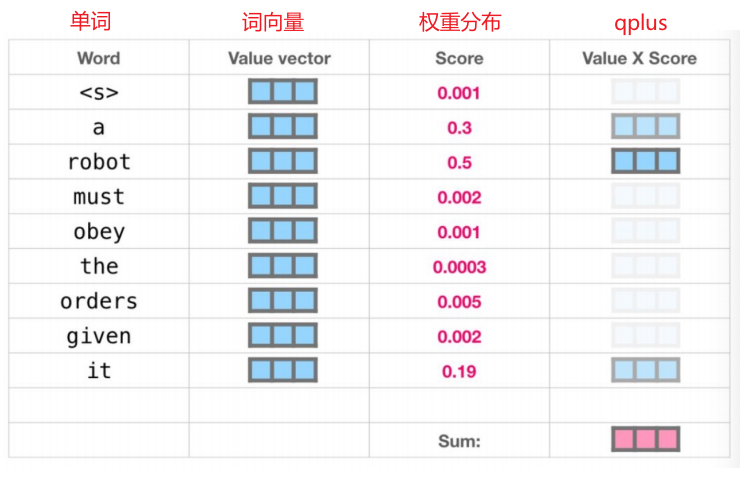 单词 词向量 权重分布 qplus
Word Value vector Score Value X Score
<s> 0.001
a 0.3
robot 0.5
must 0.002
obey 0.001
the 0.0003
orders 0.005
given 0.002
it 0.19
Sum: